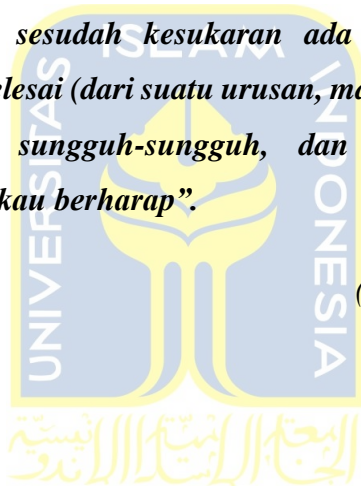 sesudah kesukaran ada
elesai (dari suatu urusan, ma
sungguh-sungguh, dan
kau berharap".
(
UNIVERSITAS
ISLAM
INDONESIA